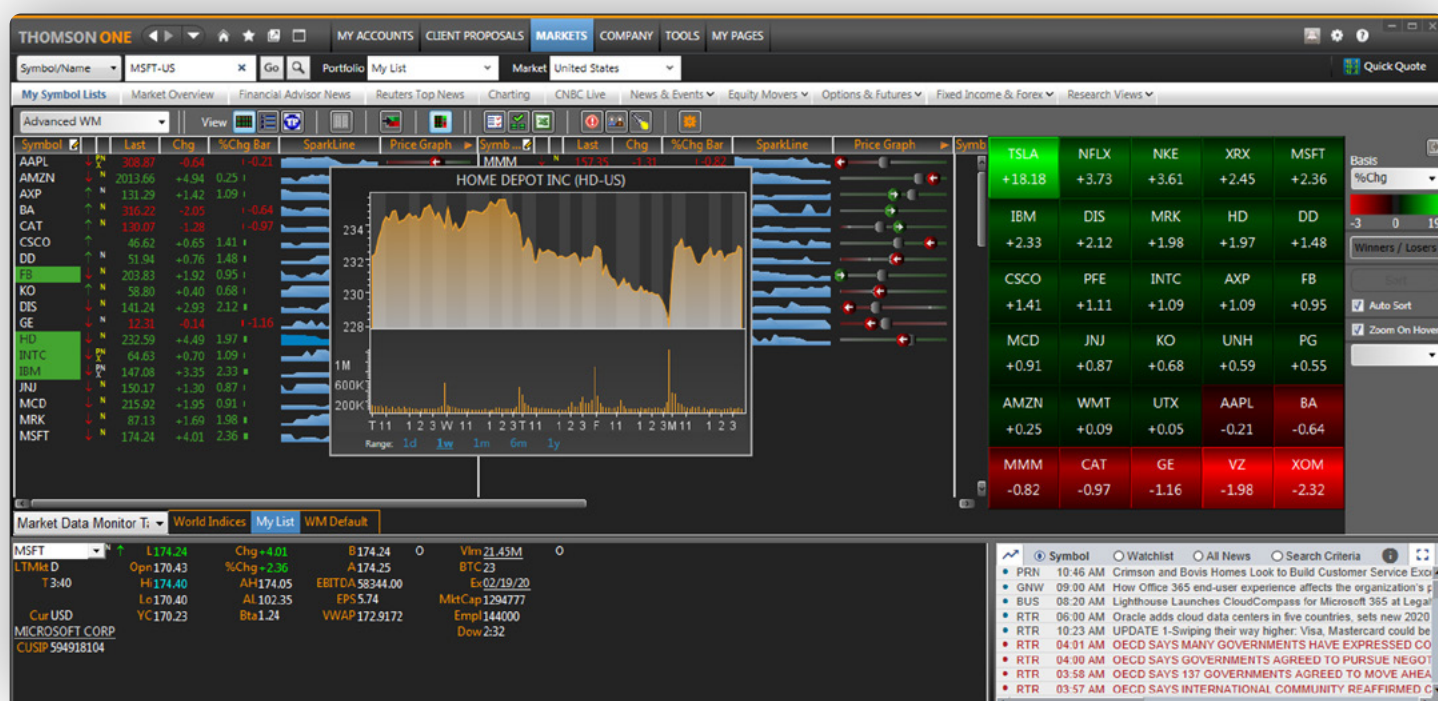 THOMSON ONE MY ACCOUNTS CLIENT PROPOSALS MARKETS COMPANY TOOLS MY PAGES
Symbol/Name MSFT-US Go Portfolio My List Market United States Quick Quote
My Symbol Lists Market Overview Financial Advisor News Reuters Top News Charting CNBC Live News & Events Equity Movers Options & Futures Fixed Income & Forex Research Views
Advanced WM View
Symbol Last Chg %Chg Bar SparkLine Price Graph Symb... Last Chg %Chg Bar SparkLine Price Graph Symb
AAPL 308.87 -0.64 -0.21 MMM N 157.35 -1.31 -0.82
AMZN N 2013.66 +4.94 0.25
AXP N 131.29 +1.42 1.09
BA N 316.22 -2.05 -0.64
CAT N 130.07 -1.28 -0.97
CSCO 46.62 +0.65 1.41
DD N 51.94 +0.76 1.48
FB N 203.83 +1.92 0.95
KO N 58.80 +0.40 0.68
DIS N 141.24 +2.93 2.12
GE N 12.31 -0.14 -1.16
HD N 232.59 +4.49 1.97
INTC 64.63 +0.70 1.09
IBM 147.08 +3.35 2.33
JNJ N 150.17 +1.30 0.87
MCD N 215.92 +1.95 0.91
MRK N 87.13 +1.69 1.98
MSFT N 174.24 +4.01 2.36
HOME DEPOT INC (HD-US)
234
232
230
228
1M
600K
200K
T 11 1 2 3 W 11 1 2 3 T 11 1 2 3 F 11 1 2 3 M 11 1 2 3
Range: 1d 1w 1m 6m 1y
TSLA NFLX NKE XRX MSFT
+18.18 +3.73 +3.61 +2.45 +2.36
IBM DIS MRK HD DD
+2.33 +2.12 +1.98 +1.97 +1.48
CSCO PFE INTC AXP FB
+1.41 +1.11 +1.09 +1.09 +0.95
MCD JNJ KO UNH PG
+0.91 +0.87 +0.68 +0.59 +0.55
AMZN WMT UTX AAPL BA
+0.25 +0.09 +0.05 -0.21 -0.64
MMM CAT GE VZ XOM
-0.82 -0.97 -1.16 -1.98 -2.32
Basis
%Chg
-3 0 19
Winners / Losers
Auto Sort
Zoom On Hover
Market Data Monitor World Indices My List WM Default
MSFT N L 174.24 Chg +4.01 B 174.24 O Vlm 21.45M O
LTMkt D Opn 170.43 %Chg +2.36 A 174.25 BTC 23
T 3:40 Hi 174.40 AH 174.05 EBITDA 58344.00 Ex 02/19/20
Lo 170.40 AL 102.35 EPS 5.74 MktCap 1294777
Cur USD YC 170.23 Bta 1.24 VWAP 172.9172 Empl 144000
MICROSOFT CORP Dow 2:32
CUSIP 594918104
Symbol Watchlist All News Search Criteria
PRN 10:46 AM Crimson and Bovis Homes Look to Build Customer Service
GNW 09:00 AM How Office 365 end-user experience affects the organization's
BUS 08:20 AM Lighthouse Launches CloudCompass for Microsoft 365 at
RTR 06:00 AM Oracle adds cloud data centers in five countries, sets new 2020
RTR 10:23 AM UPDATE 1-Swiping their way higher: Visa, Mastercard could be
RTR 04:01 AM OECD SAYS MANY GOVERNMENTS HAVE EXPRESSED
RTR 04:00 AM OECD SAYS GOVERNMENTS AGREED TO PURSUE
RTR 03:58 AM OECD SAYS 137 GOVERNMENTS AGREED TO MOVE
RTR 03:57 AM OECD SAYS INTERNATIONAL COMMUNITY REAFFIRMED